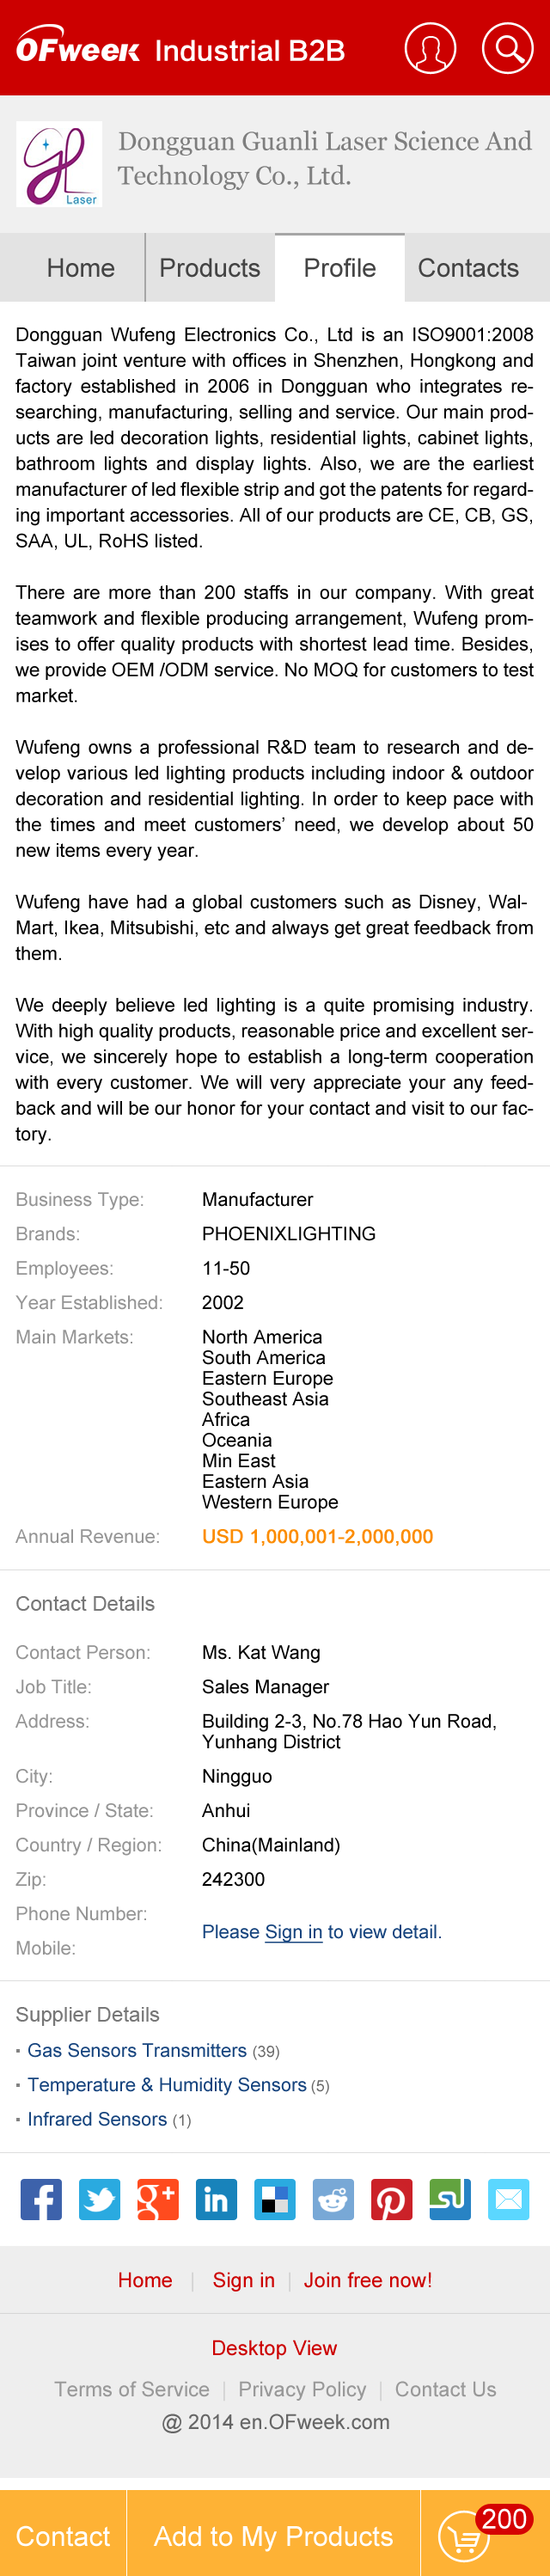 OFweek Industrial B2B
Dongguan Guanli Laser Science And
Technology Co., Ltd.
Laser
Home Products Profile Contacts
Dongguan Wufeng Electronics Co., Ltd is an ISO9001:2008
Taiwan joint venture with offices in Shenzhen, Hongkong and
factory established in 2006 in Dongguan who integrates re-
searching, manufacturing, selling and service. Our main prod-
ucts are led decoration lights, residential lights, cabinet lights,
bathroom lights and display lights. Also, we are the earliest
manufacturer of led flexible strip and got the patents for regard-
ing important accessories. All of our products are CE, CB, GS,
SAA, UL, RoHS listed.
There are more than 200 staffs in our company. With great
teamwork and flexible producing arrangement, Wufeng prom-
ises to offer quality products with shortest lead time. Besides,
we provide OEM /ODM service. No MOQ for customers to test
market.
Wufeng owns a professional R&D team to research and de-
velop various led lighting products including indoor & outdoor
decoration and residential lighting. In order to keep pace with
the times and meet customers’ need, we develop about 50
new items every year.
Wufeng have had a global customers such as Disney, Wal-
Mart, Ikea, Mitsubishi, etc and always get great feedback from
them.
We deeply believe led lighting is a quite promising industry.
With high quality products, reasonable price and excellent ser-
vice, we sincerely hope to establish a long-term cooperation
with every customer. We will very appreciate your any feed-
back and will be our honor for your contact and visit to our fac-
tory.
Business Type: Manufacturer
Brands: PHOENIXLIGHTING
Employees: 11-50
Year Established: 2002
Main Markets: North America
South America
Eastern Europe
Southeast Asia
Africa
Oceania
Min East
Eastern Asia
Western Europe
Annual Revenue: USD 1,000,001-2,000,000
Contact Details
Contact Person: Ms. Kat Wang
Job Title: Sales Manager
Address: Building 2-3, No.78 Hao Yun Road,
Yunhang District
City: Ningguo
Province / State: Anhui
Country / Region: China(Mainland)
Zip: 242300
Phone Number:
Please Sign in to view detail.
Mobile:
Supplier Details
· Gas Sensors Transmitters (39)
· Temperature & Humidity Sensors (5)
· Infrared Sensors (1)
Home | Sign in | Join free now!
Desktop View
Terms of Service | Privacy Policy | Contact Us
@ 2014 en.OFweek.com
Contact Add to My Products 200